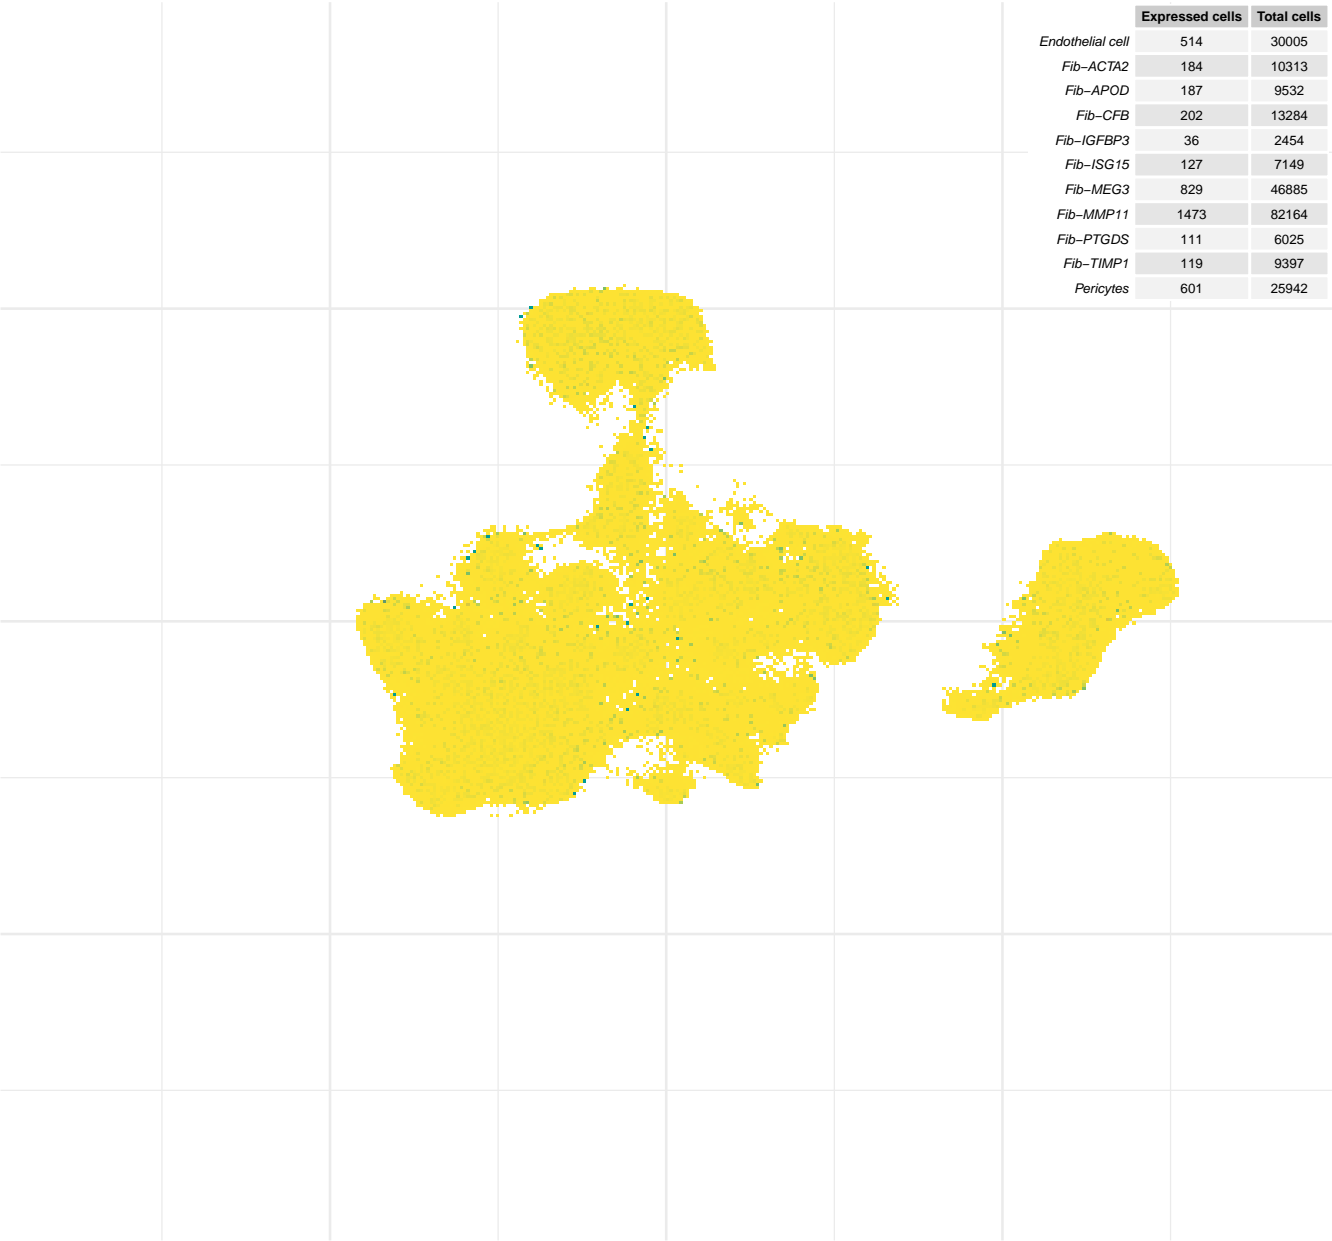 Expressed cells Total cells
Endothelial cell 514 30005
Fib−ACTA2 184 10313
Fib−APOD 187 9532
Fib−CFB 202 13284
Fib−IGFBP3 36 2454
Fib−ISG15 127 7149
Fib−MEG3 829 46885
Fib−MMP11 1473 82164
Fib−PTGDS 111 6025
Fib−TIMP1 119 9397
Pericytes 601 25942